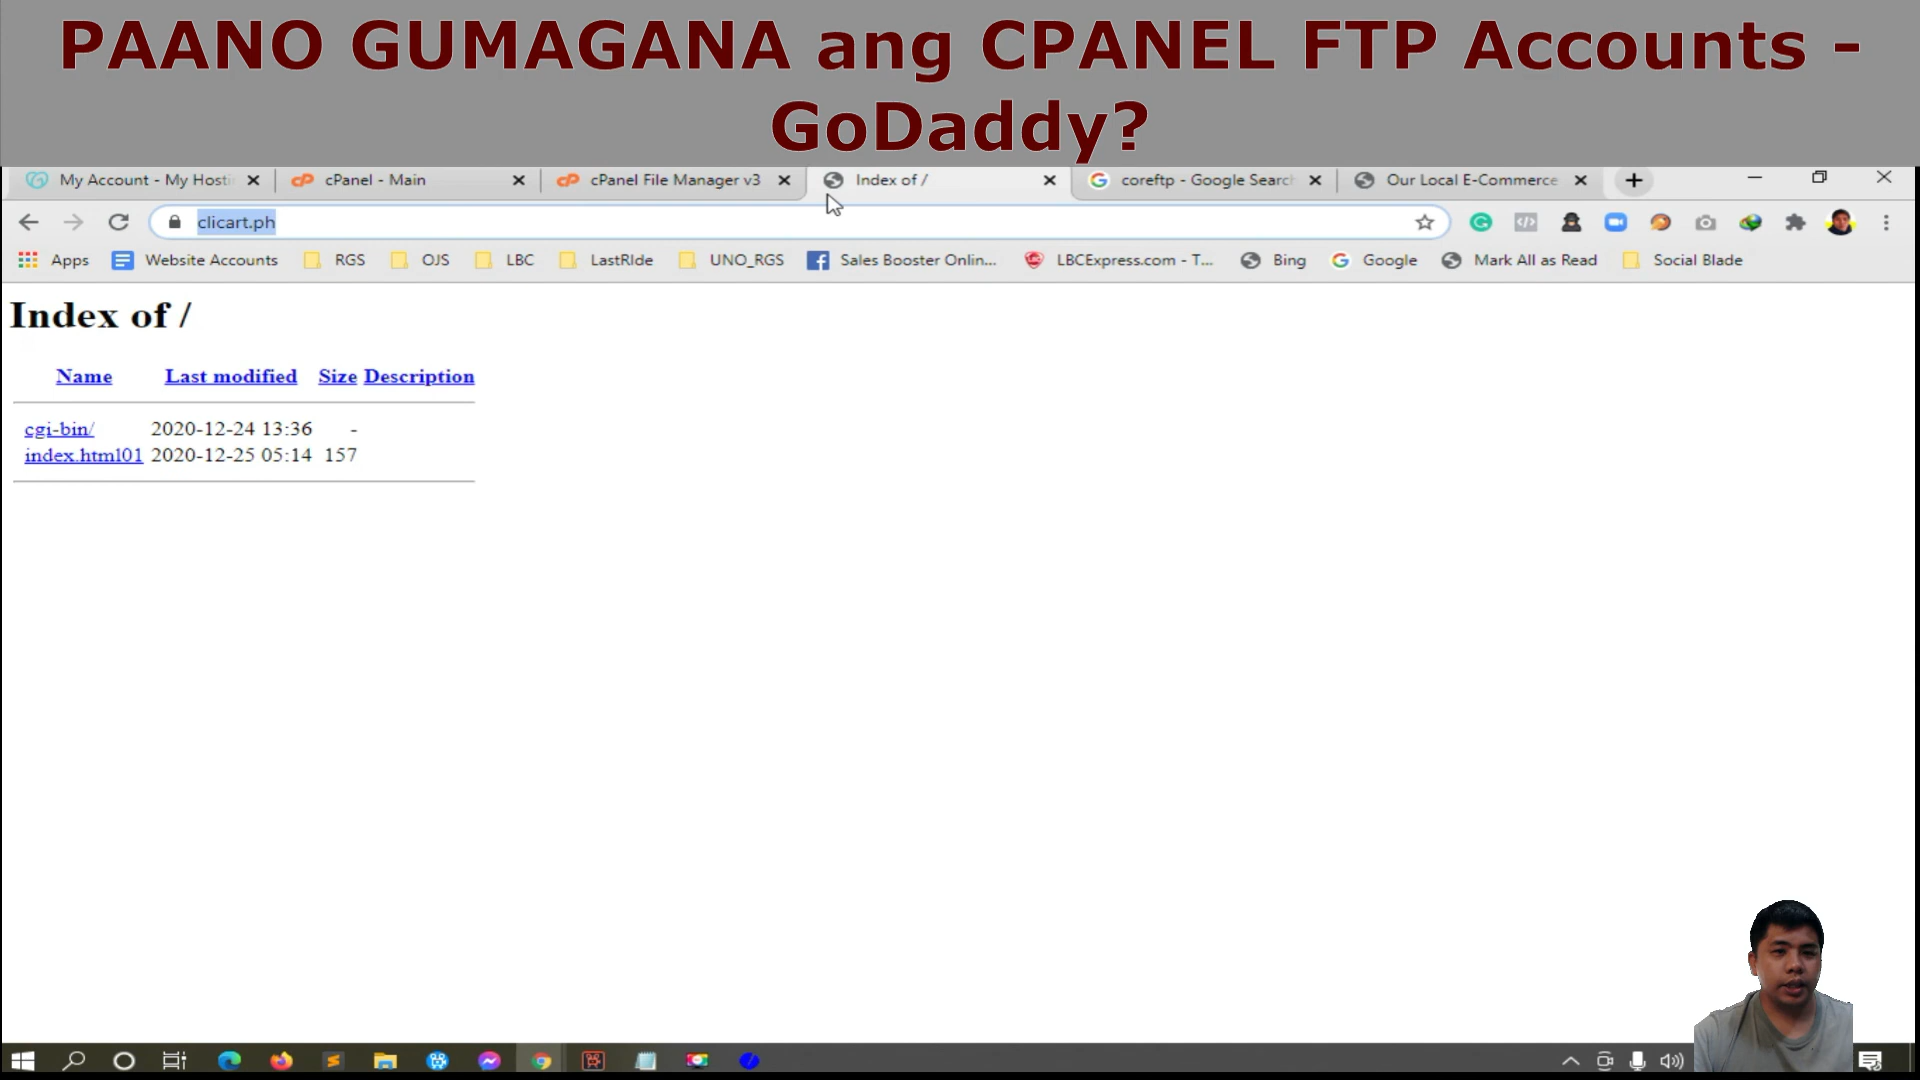 PAANO GUMAGANA ang CPANEL FTP Accounts -
GoDaddy?
My Account - My Hosti
cPanel - Main
cPanel File Manager v3
Index of /
coreftp - Google Search
Our Local E-Commerce
clicart.ph
Apps
Website Accounts
RGS
OJS
LBC
LastRIde
UNO_RGS
Sales Booster Onlin...
LBCExpress.com - T...
Bing
Google
Mark All as Read
Social Blade
Index of /
Name Last modified Size Description
cgi-bin/ 2020-12-24 13:36 -
index.html01 2020-12-25 05:14 157